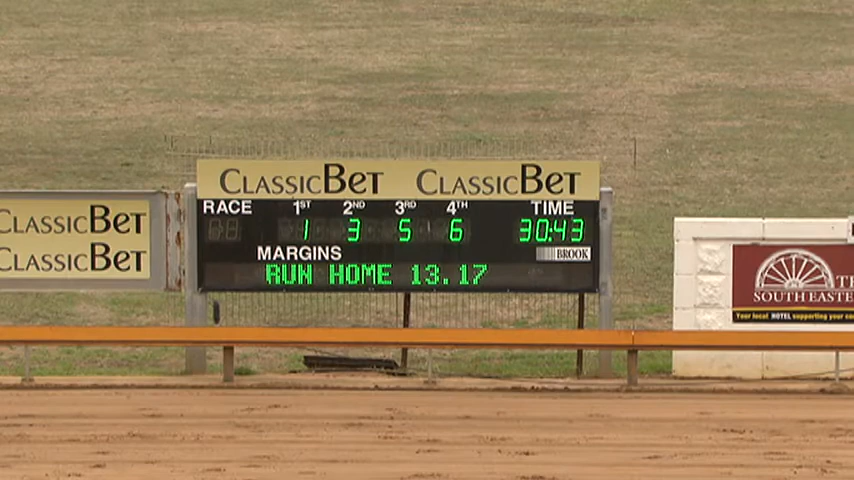 CLASSICBET CLASSICBET
RACE 1ST 2ND 3RD 4TH TIME
1 3 5 6 30:43
MARGINS BROOK
RUN HOME 13.17
CLASSICBET
CLASSICBET
SOUTH EASTE
Your local HOTEL supporting your